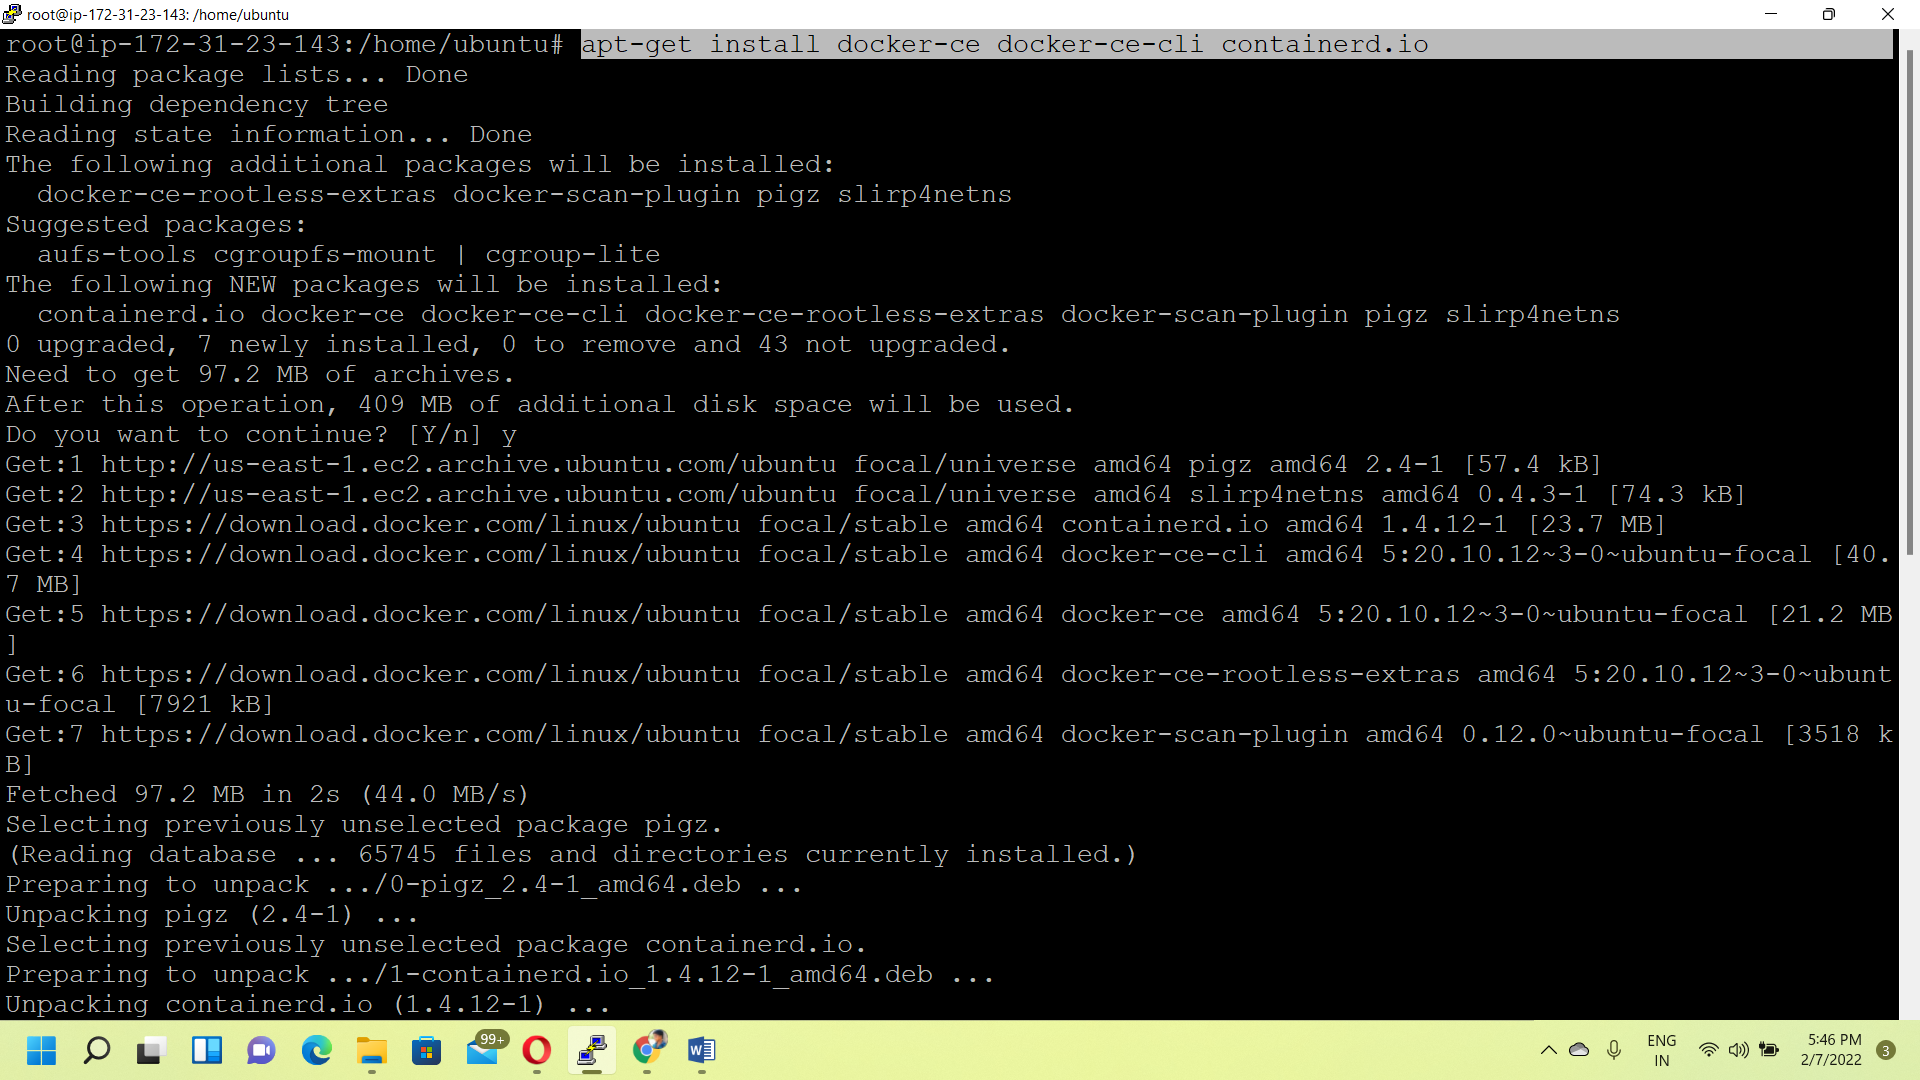 root@ip-172-31-23-143: /home/ubuntu
root@ip-172-31-23-143:/home/ubuntu# apt-get install docker-ce docker-ce-cli containerd.io
Reading package lists... Done
Building dependency tree
Reading state information... Done
The following additional packages will be installed:
  docker-ce-rootless-extras docker-scan-plugin pigz slirp4netns
Suggested packages:
  aufs-tools cgroupfs-mount | cgroup-lite
The following NEW packages will be installed:
  containerd.io docker-ce docker-ce-cli docker-ce-rootless-extras docker-scan-plugin pigz slirp4netns
0 upgraded, 7 newly installed, 0 to remove and 43 not upgraded.
Need to get 97.2 MB of archives.
After this operation, 409 MB of additional disk space will be used.
Do you want to continue? [Y/n] y
Get:1 http://us-east-1.ec2.archive.ubuntu.com/ubuntu focal/universe amd64 pigz amd64 2.4-1 [57.4 kB]
Get:2 http://us-east-1.ec2.archive.ubuntu.com/ubuntu focal/universe amd64 slirp4netns amd64 0.4.3-1 [74.3 kB]
Get:3 https://download.docker.com/linux/ubuntu focal/stable amd64 containerd.io amd64 1.4.12-1 [23.7 MB]
Get:4 https://download.docker.com/linux/ubuntu focal/stable amd64 docker-ce-cli amd64 5:20.10.12~3-0~ubuntu-focal [40.
7 MB]
Get:5 https://download.docker.com/linux/ubuntu focal/stable amd64 docker-ce amd64 5:20.10.12~3-0~ubuntu-focal [21.2 MB
]
Get:6 https://download.docker.com/linux/ubuntu focal/stable amd64 docker-ce-rootless-extras amd64 5:20.10.12~3-0~ubunt
u-focal [7921 kB]
Get:7 https://download.docker.com/linux/ubuntu focal/stable amd64 docker-scan-plugin amd64 0.12.0~ubuntu-focal [3518 k
B]
Fetched 97.2 MB in 2s (44.0 MB/s)
Selecting previously unselected package pigz.
(Reading database ... 65745 files and directories currently installed.)
Preparing to unpack .../0-pigz_2.4-1_amd64.deb ...
Unpacking pigz (2.4-1) ...
Selecting previously unselected package containerd.io.
Preparing to unpack .../1-containerd.io_1.4.12-1_amd64.deb ...
Unpacking containerd.io (1.4.12-1) ...
99+
W
ENG
IN
5:46 PM
2/7/2022
3